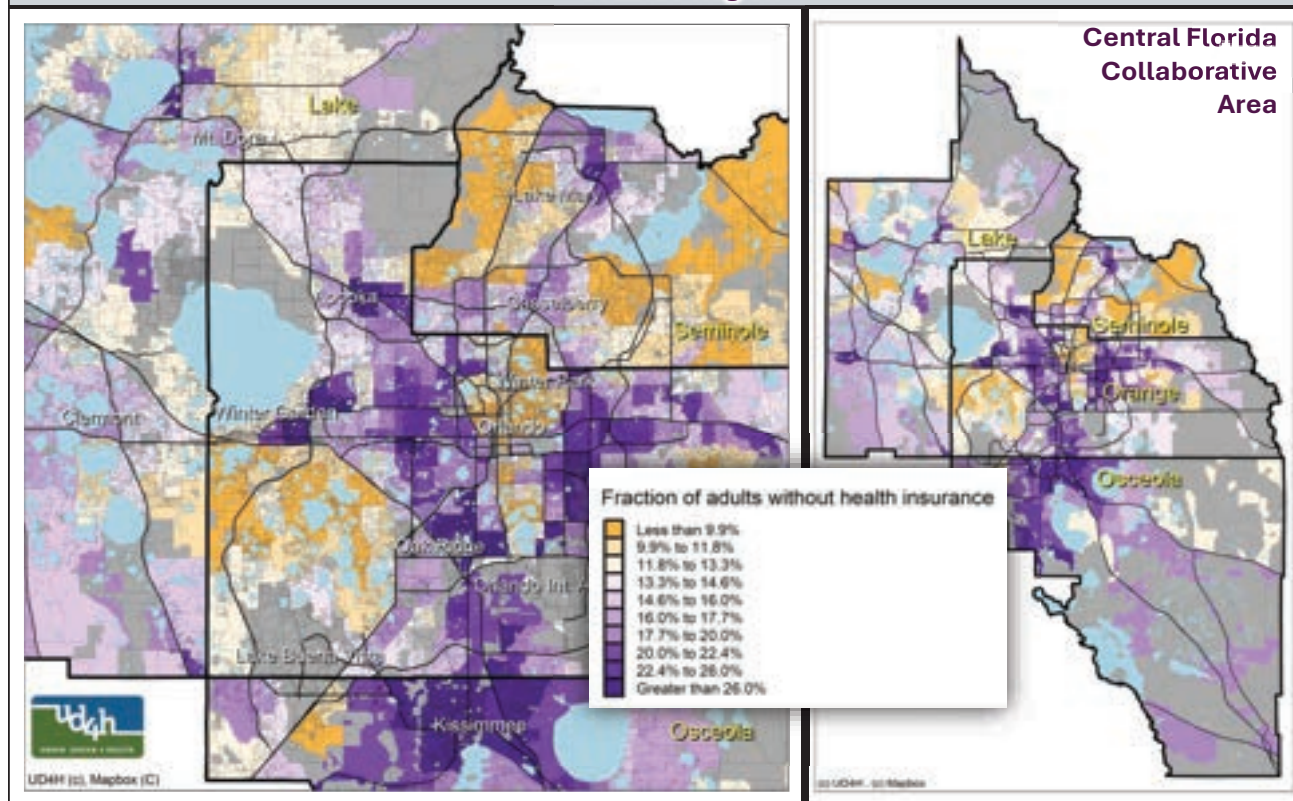 Central Florida
Collaborative
Area
Lake
Mt. Dora
Lake Mary
Apopka
Casselberry
Seminole
Winter Park
Clermont
Winter Garden
Orlando
Oak Ridge
Orlando Int. A
Lake Buena Vista
Kissimmee
Osceola
ud4h
UD4H (c), Mapbox (C)
Fraction of adults without health insurance
Less than 9.9%
9.9% to 11.8%
11.8% to 13.3%
13.3% to 14.6%
14.6% to 16.0%
16.0% to 17.7%
17.7% to 20.0%
20.0% to 22.4%
22.4% to 26.0%
Greater than 26.0%
Lake
Seminole
Orange
Osceola
(c) UD4H , (c) Mapbox